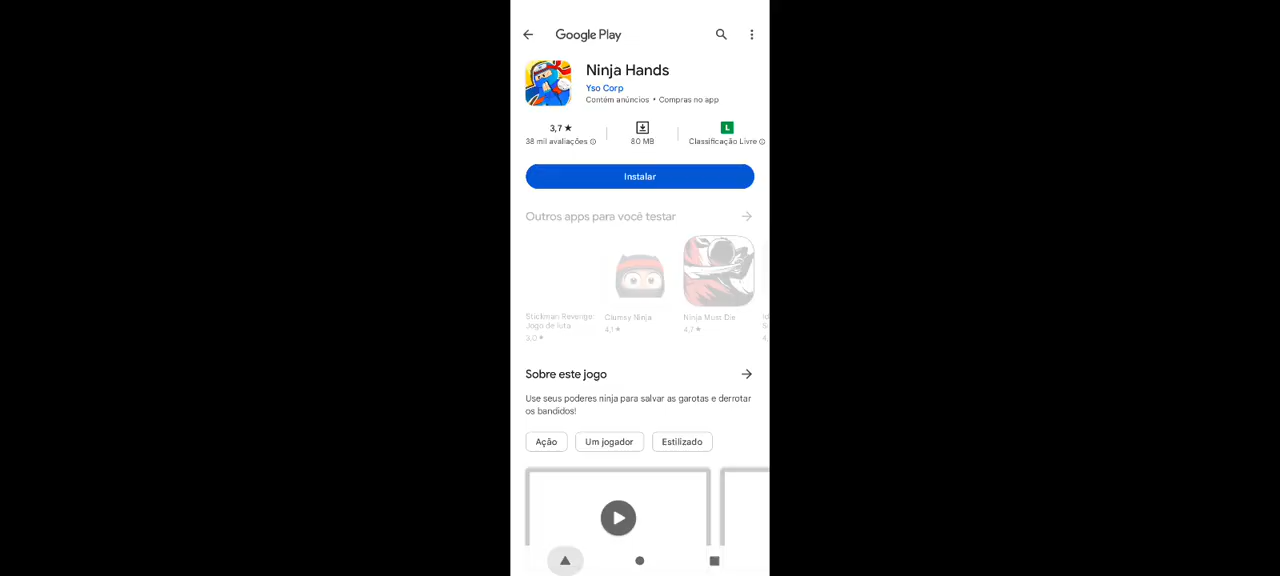 Google Play
Ninja Hands
Yso Corp
Contém anúncios • Compras no app
3,7 ★
L
38 mil avaliações
80 MB
Classificação Livre
Instalar
Outros apps para você testar
Stickman Revenge:
Jogo de luta
3,0 ★
Clumsy Ninja
4,1 ★
Ninja Must Die
4,7 ★
Sobre este jogo
Use seus poderes ninja para salvar as garotas e derrotar
os bandidos!
Ação
Um jogador
Estilizado